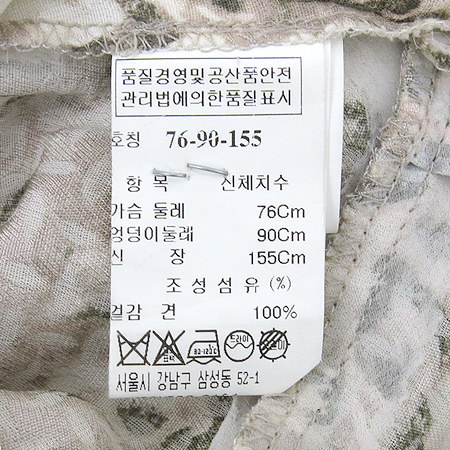 품질경영및공산품안전
관리법에의한품질표시
호칭 76-90-155
항 목 신체치수
가슴 둘레 76Cm
엉덩이둘레 90Cm
신 장 155Cm
조성섬유(%)
겉감 견 100%
드라이
서울시 강남구 삼성동 52-1